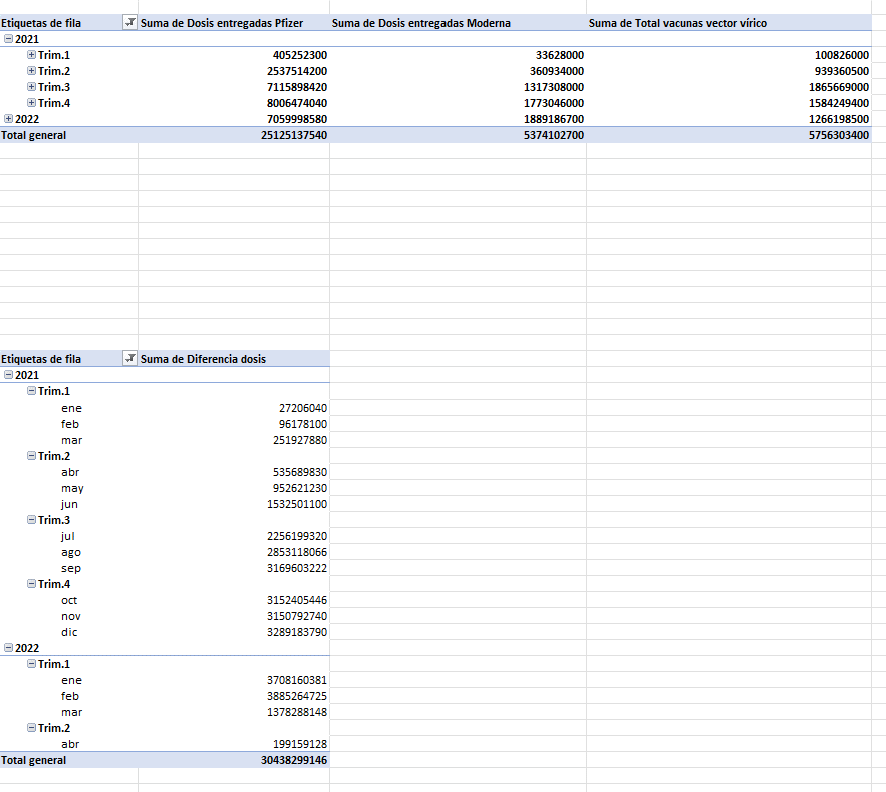 Etiquetas de fila Suma de Dosis entregadas Pfizer Suma de Dosis entregadas Moderna Suma de Total vacunas vector vírico
2021
Trim.1 405252300 33628000 100826000
Trim.2 2537514200 360934000 939360500
Trim.3 7115898420 1317308000 1865669000
Trim.4 8006474040 1773046000 1584249400
2022 7059998580 1889186700 1266198500
Total general 25125137540 5374102700 5756303400
Etiquetas de fila Suma de Diferencia dosis
2021
Trim.1
ene 27206040
feb 96178100
mar 251927880
Trim.2
abr 535689830
may 952621230
jun 1532501100
Trim.3
jul 2256199320
ago 2853118066
sep 3169603222
Trim.4
oct 3152405446
nov 3150792740
dic 3289183790
2022
Trim.1
ene 3708160381
feb 3885264725
mar 1378288148
Trim.2
abr 199159128
Total general 30438299146